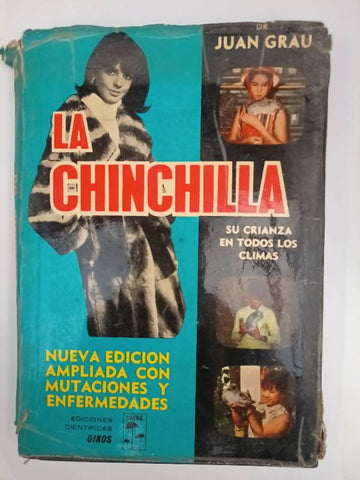 DR.
JUAN GRAU
LA
CHINCHILLA
SU CRIANZA
EN TODOS LOS
CLIMAS
NUEVA EDICION
AMPLIADA CON
MUTACIONES Y
ENFERMEDADES
EDICIONES
CIENTIFICAS
OIKOS
OIKOS